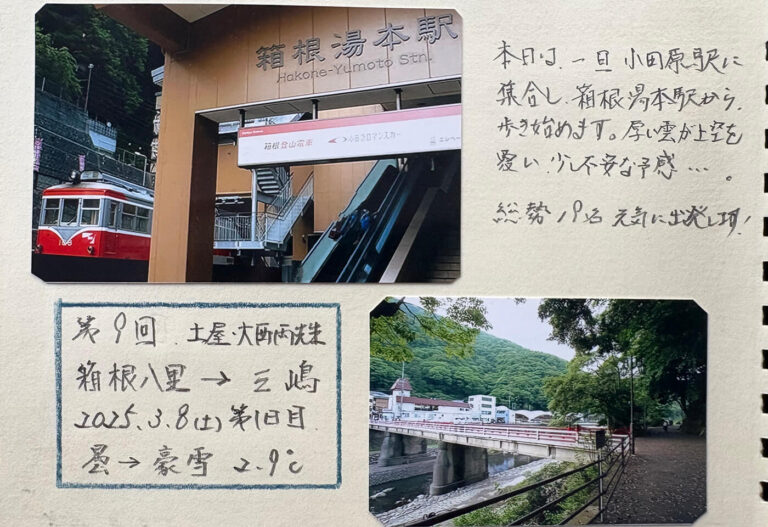 箱根湯本駅
Hakone-Yumoto Stn.
箱根登山電車
小田急ロマンスカー
本日は、一旦 小田原駅に
集合し、箱根湯本駅から、
歩き始めます。厚い雲が上空を
覆い、少し不安な予感…。
総勢 19名 元気に出発します!
第9回 土屋・大西両先生
箱根八里→三嶋
2025.3.8(土) 第1日目
曇→豪雪 2.9℃